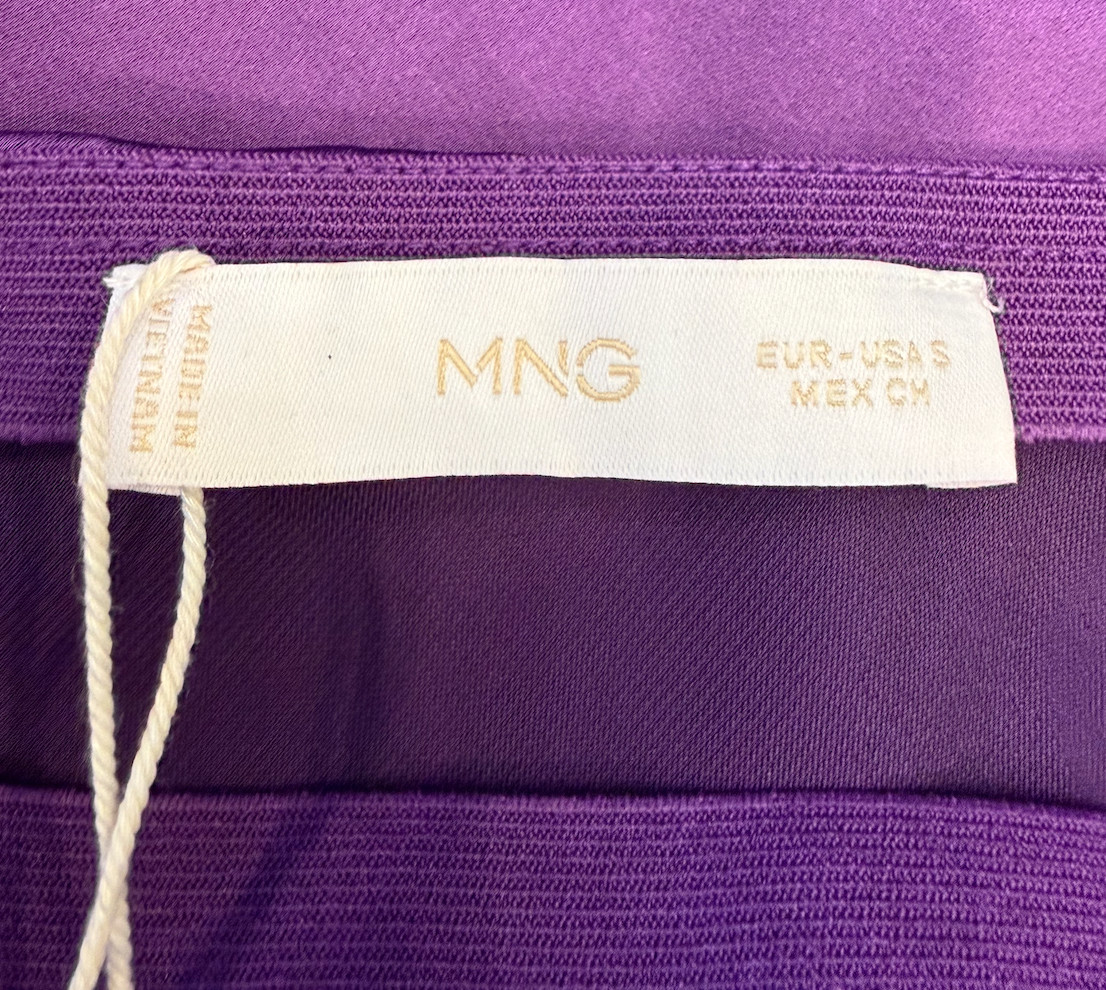 MADE IN
VIETNAM
MNG
EUR-USA S
MEX CH